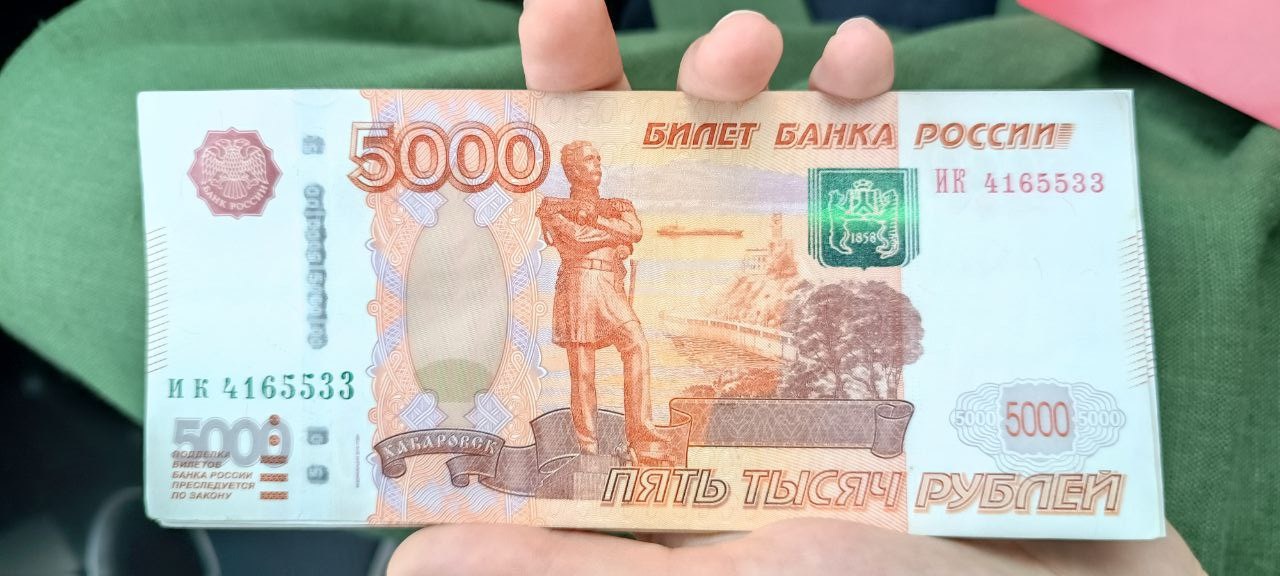 5000
БИЛЕТ БАНКА РОССИИ
БАНК РОССИИ
ИК 4165533
1858
ИК 4165533
5000
5000
5000
5000
ХАБАРОВСК
ПОДДЕЛКА
БИЛЕТОВ
БАНКА РОССИИ
ПРЕСЛЕДУЕТСЯ
ПО ЗАКОНУ
ПЯТЬ ТЫСЯЧ РУБЛЕЙ